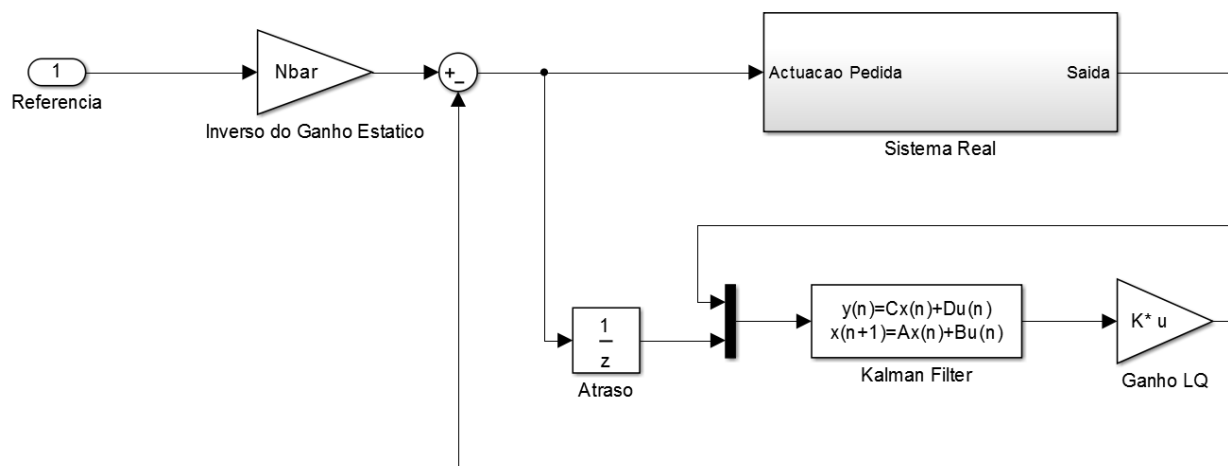 1
Referencia
Nbar
Inverso do Ganho Estatico
+
−
Actuacao Pedida
Saida
Sistema Real
1
z
Atraso
y(n)=Cx(n)+Du(n)
x(n+1)=Ax(n)+Bu(n)
Kalman Filter
K* u
Ganho LQ